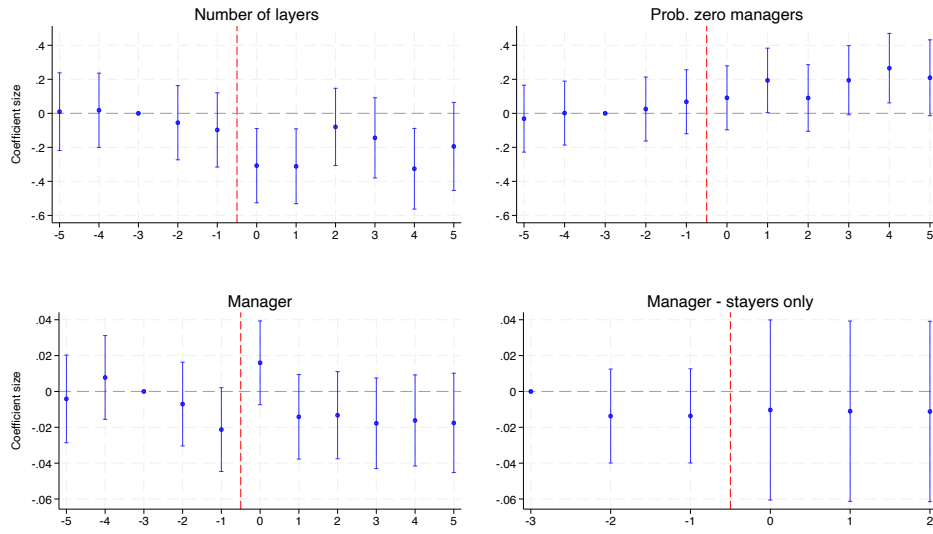 Number of layers
Coefficient size
.4
.2
0
-.2
-.4
-.6
-5 -4 -3 -2 -1 0 1 2 3 4 5
Prob. zero managers
.4
.2
0
-.2
-.4
-.6
-5 -4 -3 -2 -1 0 1 2 3 4 5
Manager
Coefficient size
.04
.02
0
-.02
-.04
-.06
-5 -4 -3 -2 -1 0 1 2 3 4 5
Manager - stayers only
.04
.02
0
-.02
-.04
-.06
-3 -2 -1 0 1 2